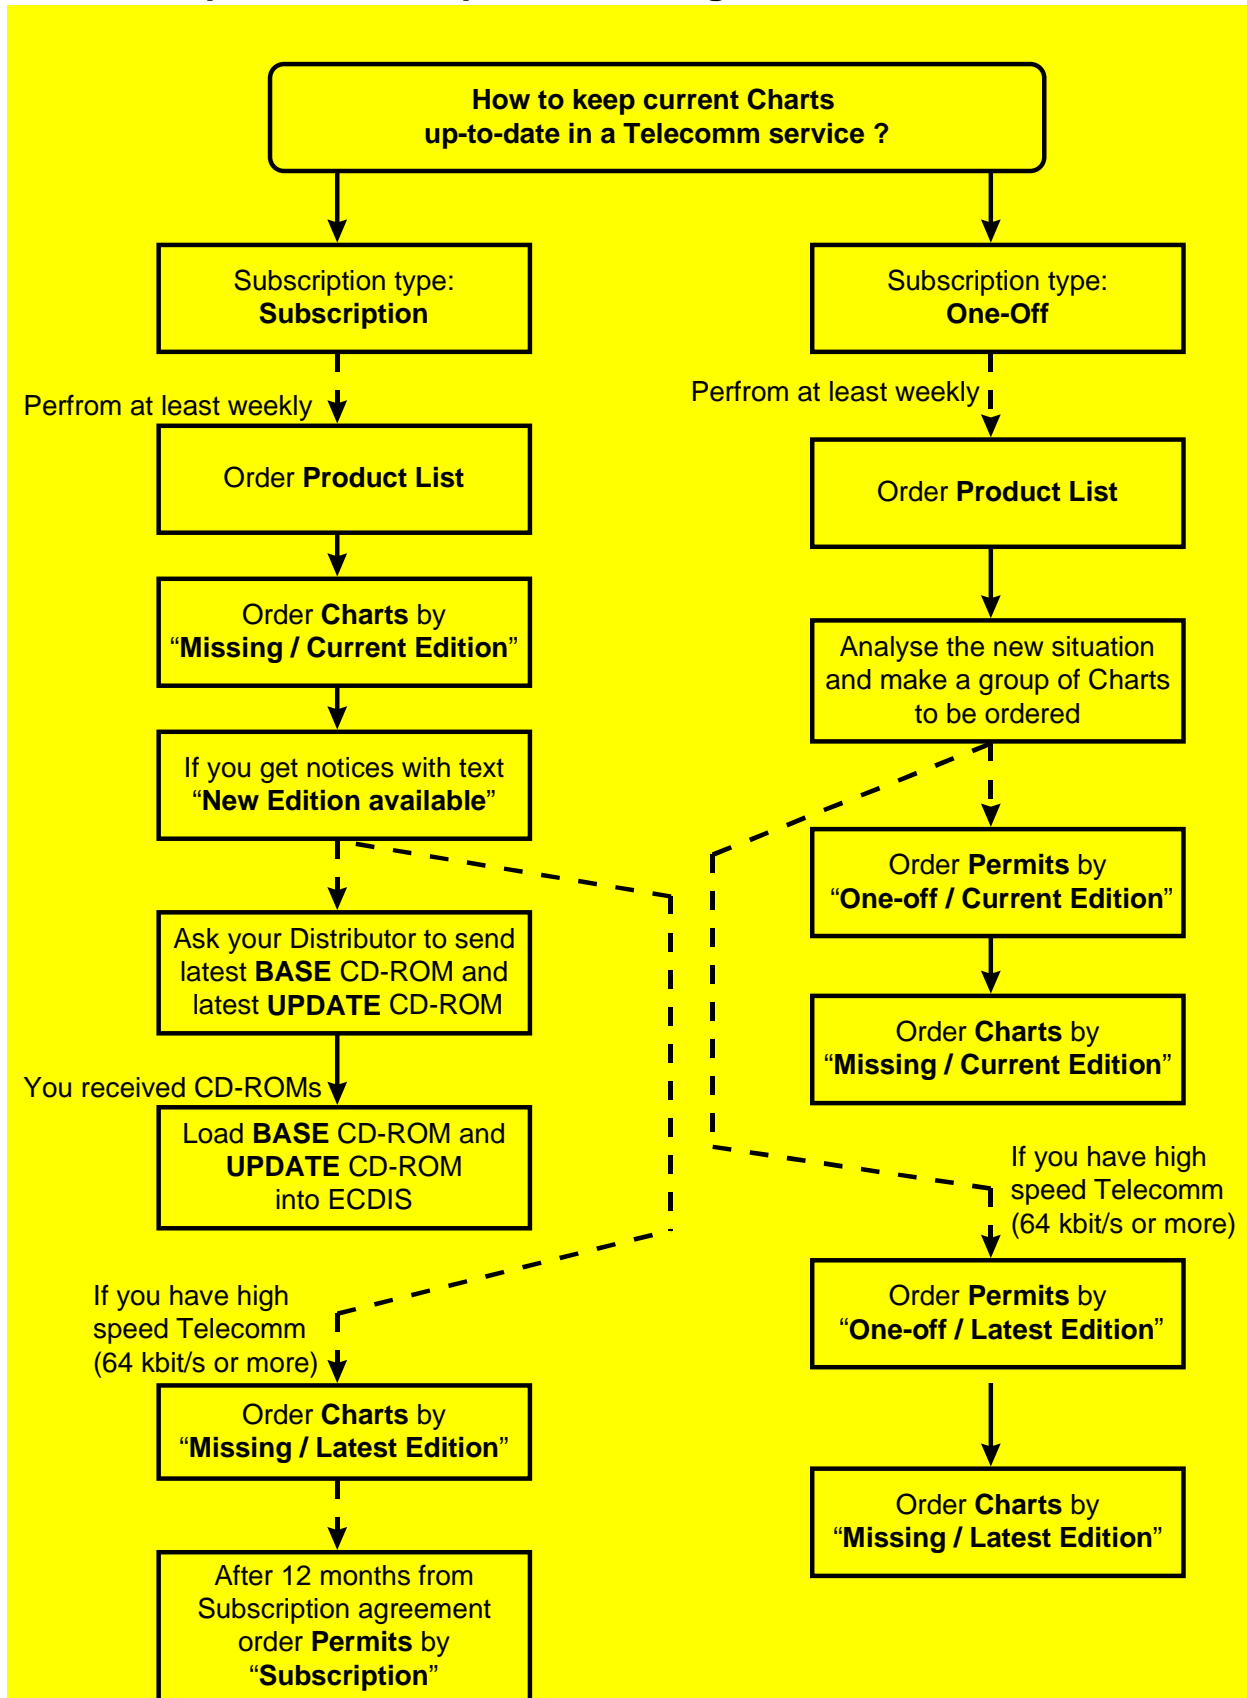 How to keep current Charts
up-to-date in a Telecomm service ?
Subscription type:
Subscription
Perfrom at least weekly
Order Product List
Order Charts by
“Missing / Current Edition”
If you get notices with text
“New Edition available”
Ask your Distributor to send
latest BASE CD-ROM and
latest UPDATE CD-ROM
You received CD-ROMs
Load BASE CD-ROM and
UPDATE CD-ROM
into ECDIS
If you have high
speed Telecomm
(64 kbit/s or more)
Order Charts by
“Missing / Latest Edition”
After 12 months from
Subscription agreement
order Permits by
“Subscription”
Subscription type:
One-Off
Perfrom at least weekly
Order Product List
Analyse the new situation
and make a group of Charts
to be ordered
Order Permits by
“One-off / Current Edition”
Order Charts by
“Missing / Current Edition”
If you have high
speed Telecomm
(64 kbit/s or more)
Order Permits by
“One-off / Latest Edition”
Order Charts by
“Missing / Latest Edition”